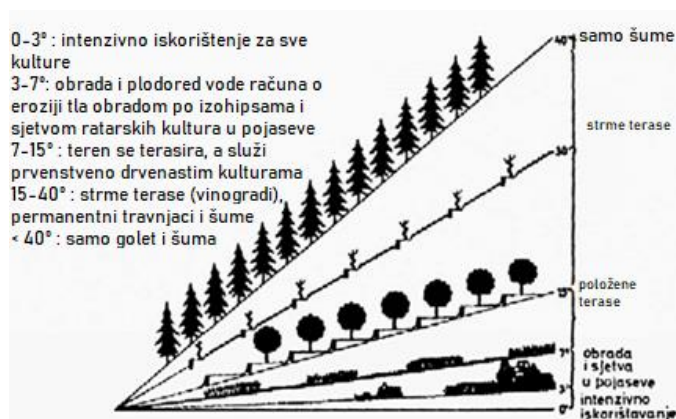 0-3° : intenzivno iskorištenje za sve
kulture
3-7°: obrada i plodored vode računa o
eroziji tla obradom po izohipsama i
sjetvom ratarskih kultura u pojaseve
7-15° : teren se terasira, a služi
prvenstveno drvenastim kulturama
15-40° : strme terase (vinogradi),
permanentni travnjaci i šume
< 40° : samo golet i šuma
40°
samo šume
strme terase
30
položene
terase
15°
7°
obrada
i sjetva
u pojaseve
3°
intenzivno
iskorištavanje
0°